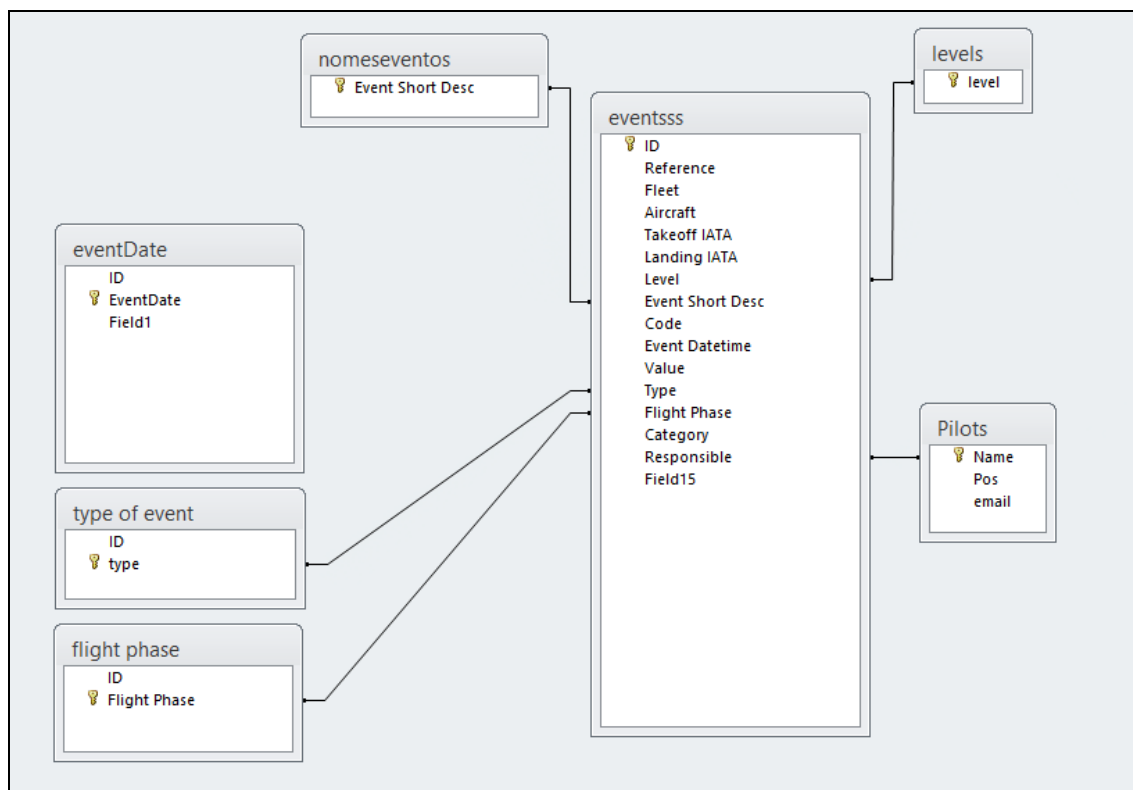 nomeseventos
Event Short Desc
levels
level
eventsss
ID
Reference
Fleet
Aircraft
Takeoff IATA
Landing IATA
Level
Event Short Desc
Code
Event Datetime
Value
Type
Flight Phase
Category
Responsible
Field15
eventDate
ID
EventDate
Field1
Pilots
Name
Pos
email
type of event
ID
type
flight phase
ID
Flight Phase